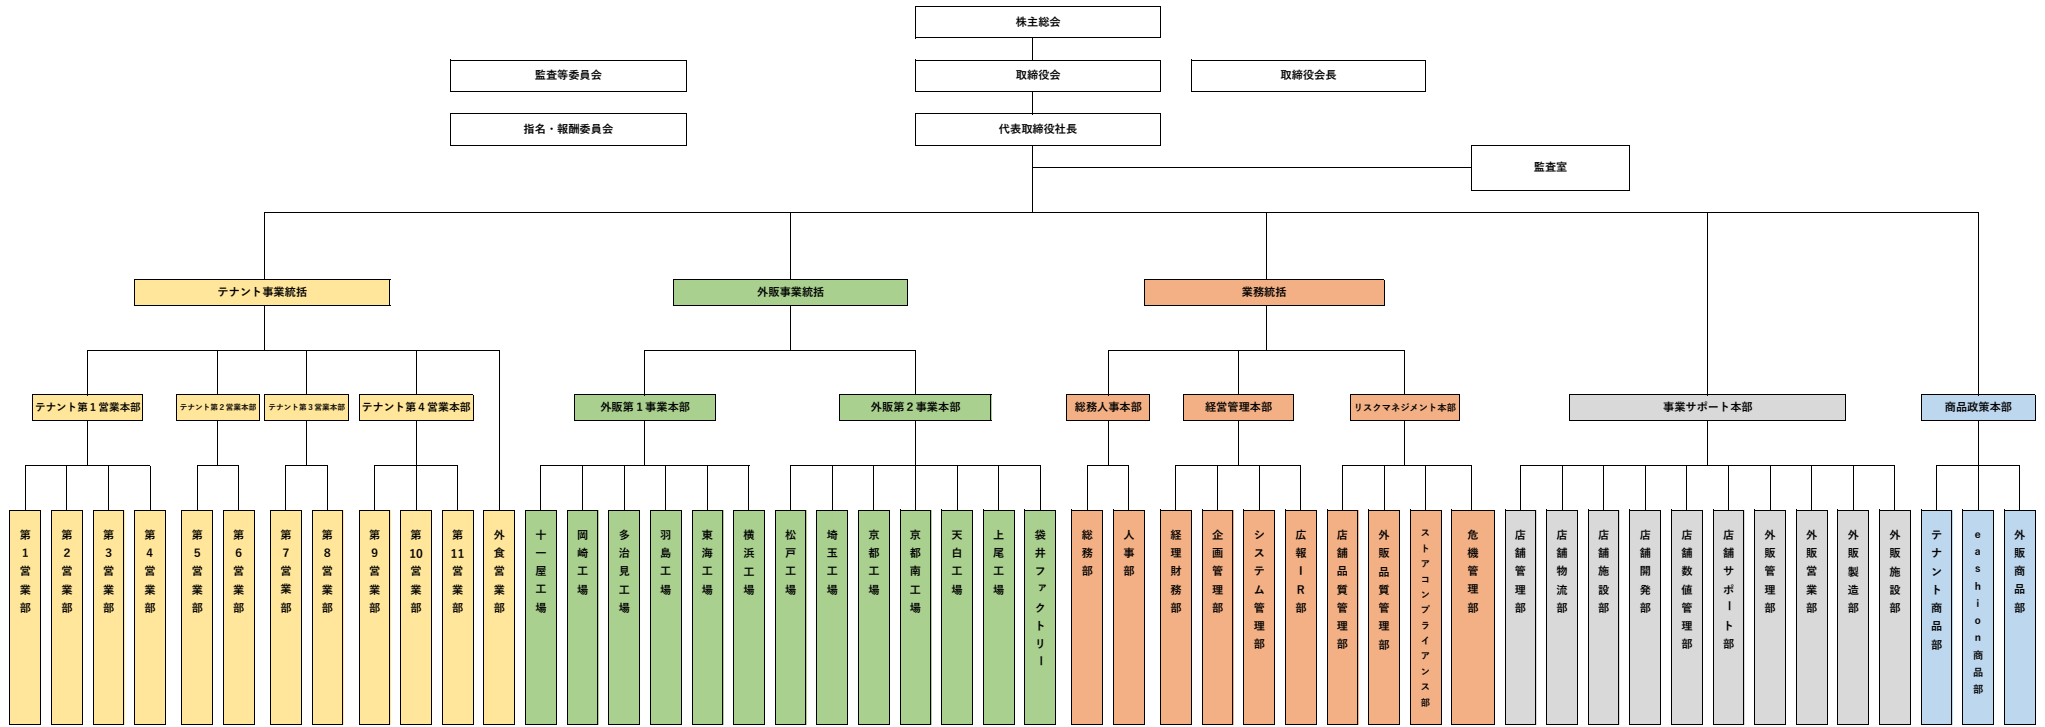 株主総会
監査等委員会
取締役会
取締役会長
指名・報酬委員会
代表取締役社長
監査室
テナント事業統括
外販事業統括
業務統括
テナント第１営業本部
テナント第２営業本部
テナント第３営業本部
テナント第４営業本部
外販第１事業本部
外販第２事業本部
総務人事本部
経営管理本部
リスクマネジメント本部
事業サポート本部
商品政策本部
第1営業部
第2営業部
第3営業部
第4営業部
第5営業部
第6営業部
第7営業部
第8営業部
第9営業部
第10営業部
第11営業部
外食営業部
十一屋工場
岡崎工場
多治見工場
羽島工場
東海工場
横浜工場
松戸工場
埼玉工場
京都工場
京都南工場
天白工場
上尾工場
袋井ファクトリー
総務部
人事部
経理財務部
企画管理部
システム管理部
広報ＩＲ部
店舗品質管理部
外販品質管理部
ストアコンプライアンス部
危機管理部
店舗管理部
店舗物流部
店舗施設部
店舗開発部
店舗数値管理部
店舗サポート部
外販管理部
外販営業部
外販製造部
外販施設部
テナント商品部
eashion商品部
外販商品部